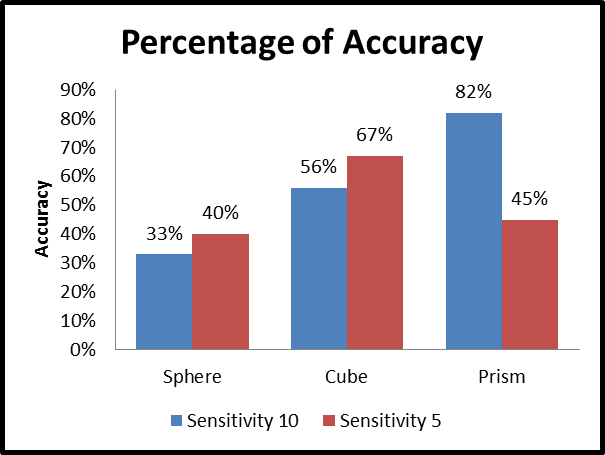 Percentage of Accuracy
90%
80%
70%
60%
50%
40%
30%
20%
10%
0%
Accuracy
33%
40%
56%
67%
82%
45%
Sphere
Cube
Prism
Sensitivity 10
Sensitivity 5